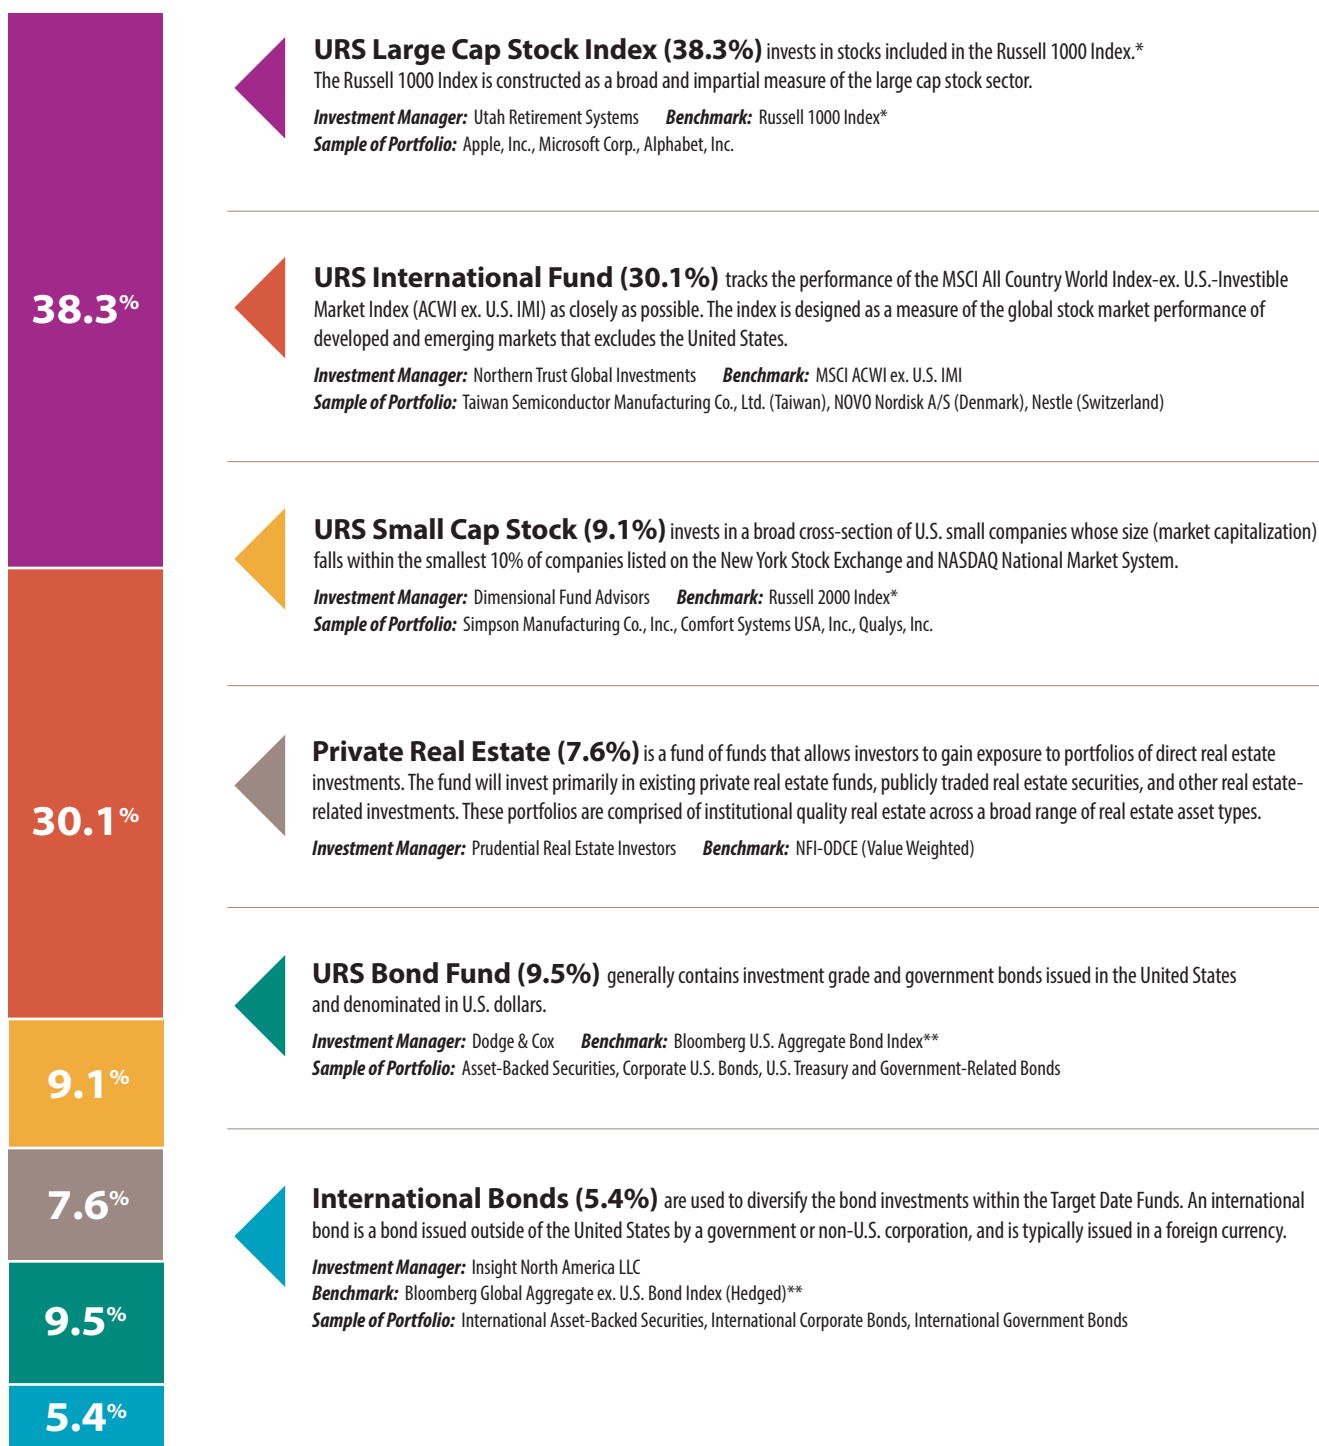 URS Large Cap Stock Index (38.3%) invests in stocks included in the Russell 1000 Index.*
The Russell 1000 Index is constructed as a broad and impartial measure of the large cap stock sector.
Investment Manager: Utah Retirement Systems Benchmark: Russell 1000 Index*
Sample of Portfolio: Apple, Inc., Microsoft Corp., Alphabet, Inc.
38.3%
URS International Fund (30.1%) tracks the performance of the MSCI All Country World Index-ex. U.S.-Investible
Market Index (ACWI ex. U.S. IMI) as closely as possible. The index is designed as a measure of the global stock market performance of
developed and emerging markets that excludes the United States.
Investment Manager: Northern Trust Global Investments Benchmark: MSCI ACWI ex. U.S. IMI
Sample of Portfolio: Taiwan Semiconductor Manufacturing Co., Ltd. (Taiwan), NOVO Nordisk A/S (Denmark), Nestle (Switzerland)
URS Small Cap Stock (9.1%) invests in a broad cross-section of U.S. small companies whose size (market capitalization)
falls within the smallest 10% of companies listed on the New York Stock Exchange and NASDAQ National Market System.
Investment Manager: Dimensional Fund Advisors Benchmark: Russell 2000 Index*
Sample of Portfolio: Simpson Manufacturing Co., Inc., Comfort Systems USA, Inc., Qualys, Inc.
30.1%
Private Real Estate (7.6%) is a fund of funds that allows investors to gain exposure to portfolios of direct real estate
investments. The fund will invest primarily in existing private real estate funds, publicly traded real estate securities, and other real estate-
related investments. These portfolios are comprised of institutional quality real estate across a broad range of real estate asset types.
Investment Manager: Prudential Real Estate Investors Benchmark: NFI-ODCE (Value Weighted)
URS Bond Fund (9.5%) generally contains investment grade and government bonds issued in the United States
and denominated in U.S. dollars.
Investment Manager: Dodge & Cox Benchmark: Bloomberg U.S. Aggregate Bond Index**
Sample of Portfolio: Asset-Backed Securities, Corporate U.S. Bonds, U.S. Treasury and Government-Related Bonds
9.1%
7.6%
International Bonds (5.4%) are used to diversify the bond investments within the Target Date Funds. An international
bond is a bond issued outside of the United States by a government or non-U.S. corporation, and is typically issued in a foreign currency.
Investment Manager: Insight North America LLC
Benchmark: Bloomberg Global Aggregate ex. U.S. Bond Index (Hedged)**
Sample of Portfolio: International Asset-Backed Securities, International Corporate Bonds, International Government Bonds
9.5%
5.4%